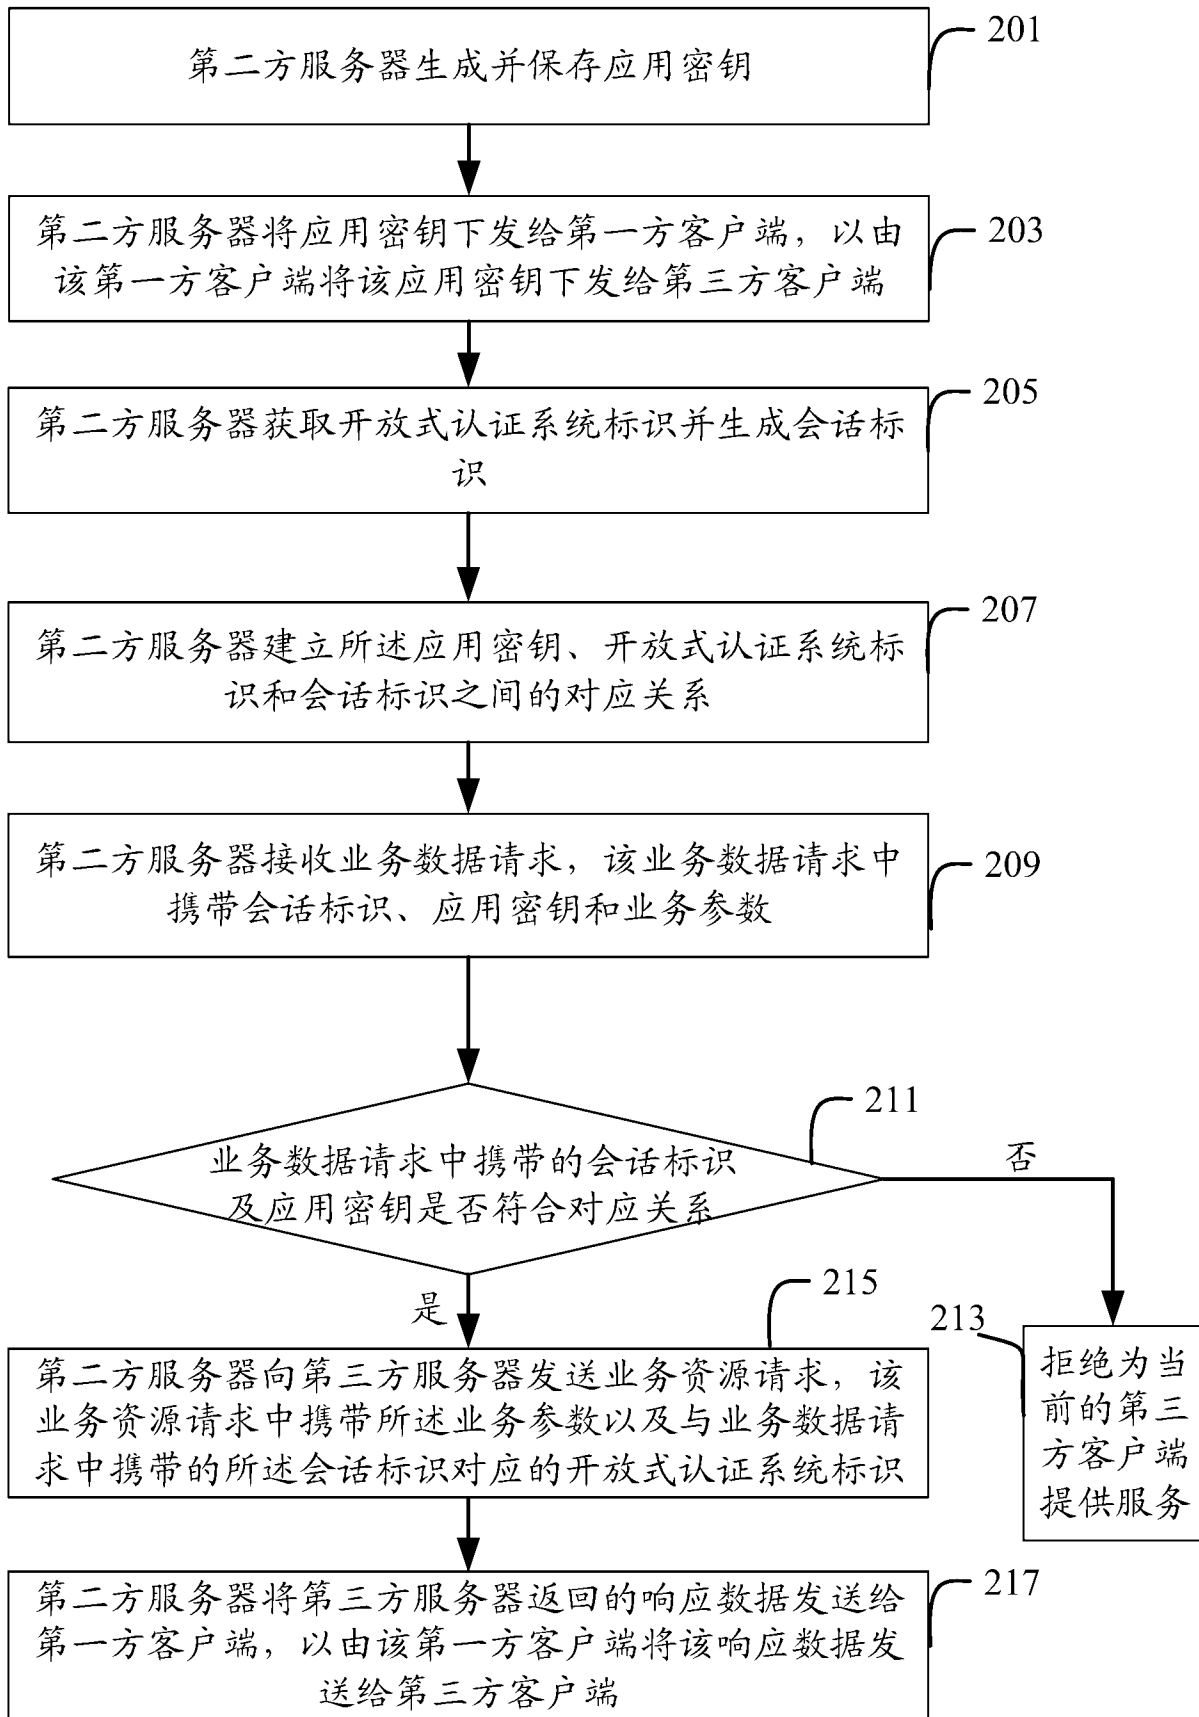 第二方服务器生成并保存应用密钥
201
第二方服务器将应用密钥下发给第一方客户端，以由
该第一方客户端将该应用密钥下发给第三方客户端
203
第二方服务器获取开放式认证系统标识并生成会话标
识
205
第二方服务器建立所述应用密钥、开放式认证系统标
识和会话标识之间的对应关系
207
第二方服务器接收业务数据请求，该业务数据请求中
携带会话标识、应用密钥和业务参数
209
业务数据请求中携带的会话标识
及应用密钥是否符合对应关系
211
否
是
215
213
拒绝为当
前的第三
方客户端
提供服务
第二方服务器向第三方服务器发送业务资源请求，该
业务资源请求中携带所述业务参数以及与业务数据请
求中携带的所述会话标识对应的开放式认证系统标识
第二方服务器将第三方服务器返回的响应数据发送给
第一方客户端，以由该第一方客户端将该响应数据发
送给第三方客户端
217